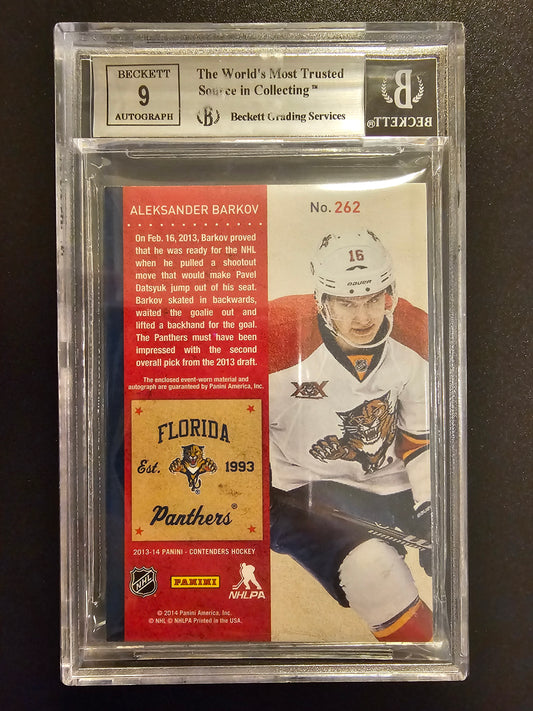 BECKETT
9
AUTOGRAPH
The World's Most Trusted
Source in Collecting™
B Beckett Grading Services
B
BECKETT®
ALEKSANDER BARKOV
No. 262
On Feb. 16, 2013, Barkov proved
that he was ready for the NHL
when he pulled a shootout
move that would make Pavel
Datsyuk jump out of his seat.
Barkov skated in backwards,
waited the goalie out and
lifted a backhand for the goal.
The Panthers must have been
impressed with the second
overall pick from the 2013 draft.
The enclosed event-worn material and
autograph are guaranteed by Panini America, Inc.
16
BAUER
XX
FLORIDA
Est. 1993
Panthers®
2013-14 PANINI - CONTENDERS HOCKEY
NHL
PANINI
NHLPA
© 2014 Panini America, Inc.
© NHL © NHLPA Printed in the USA.